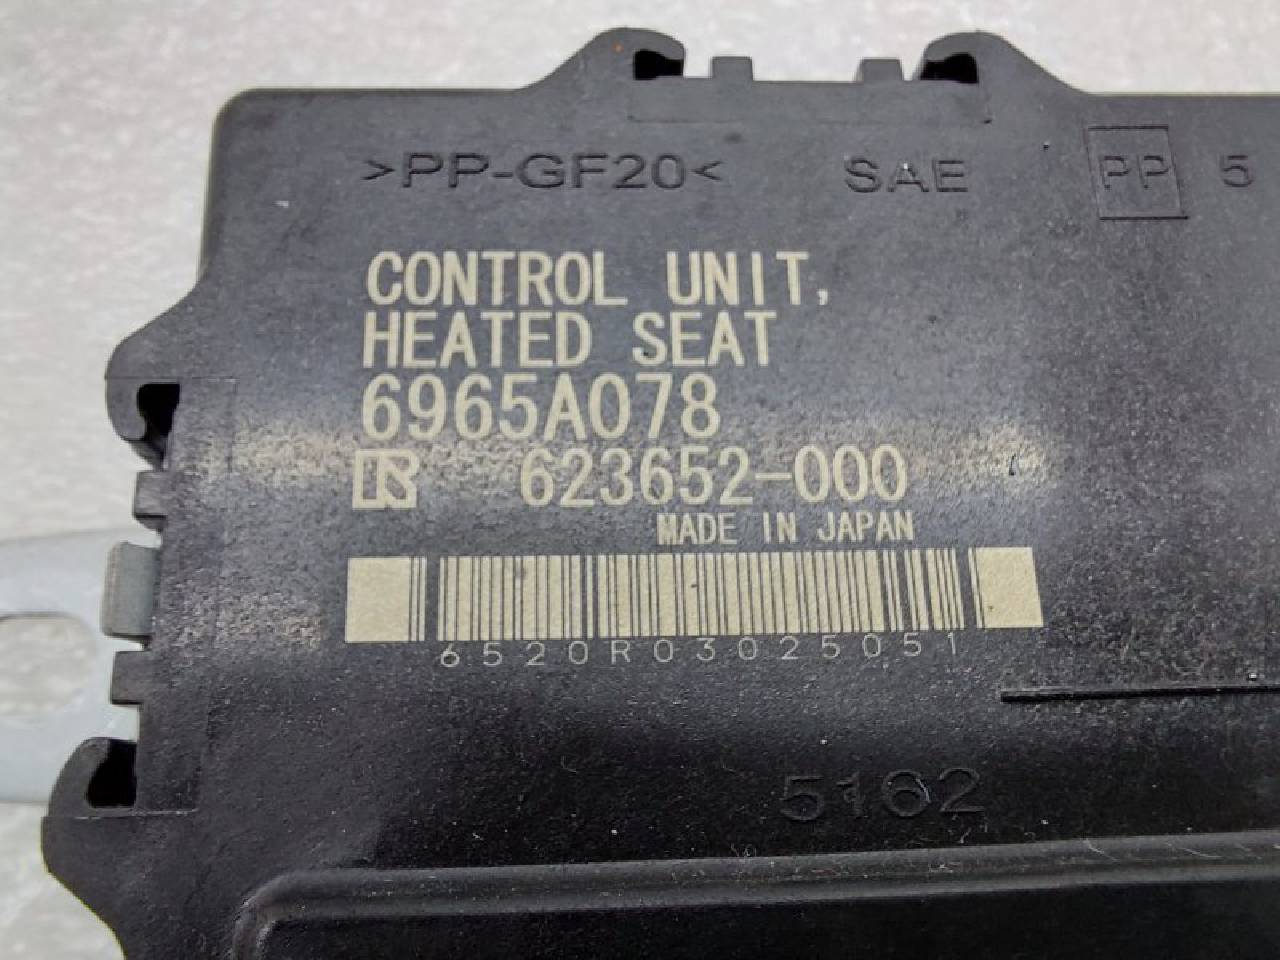 >PP-GF20< SAE PP 5
CONTROL UNIT,
HEATED SEAT
6965A078
R 623652-000
MADE IN JAPAN
6520R03025051
5162